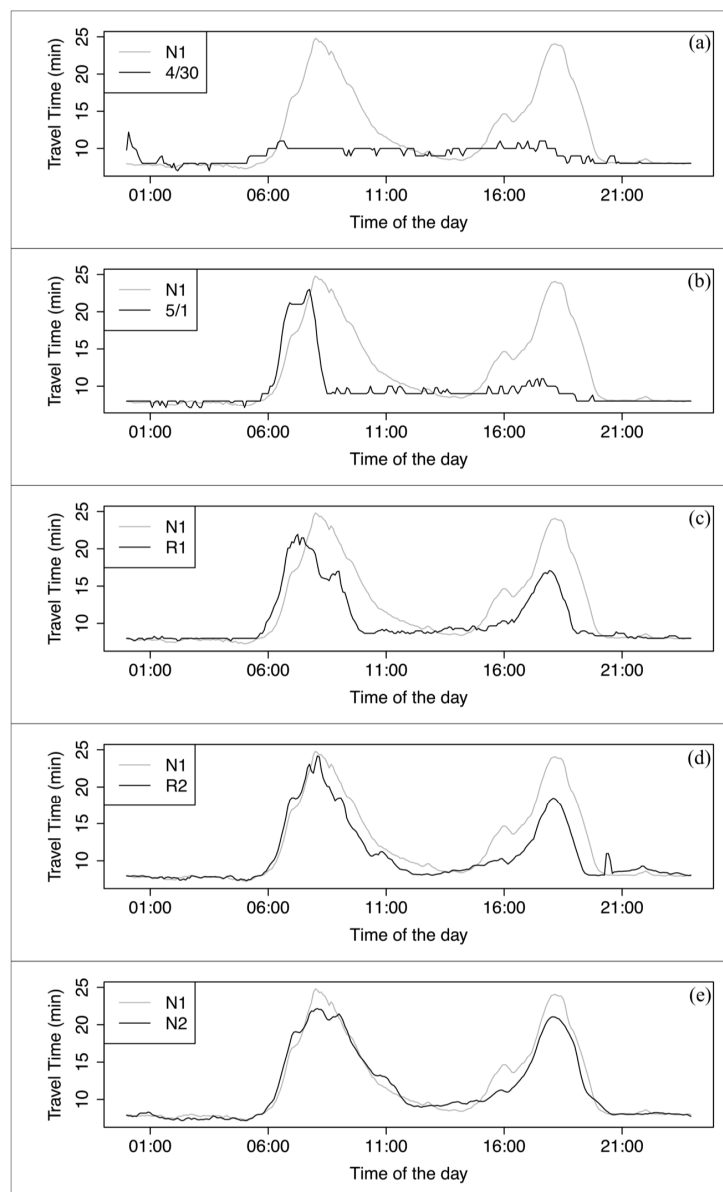 (a)
N1
4/30
Travel Time (min)
25
20
15
10
01:00 06:00 11:00 16:00 21:00
Time of the day
(b)
N1
5/1
Travel Time (min)
25
20
15
10
01:00 06:00 11:00 16:00 21:00
Time of the day
(c)
N1
R1
Travel Time (min)
25
20
15
10
01:00 06:00 11:00 16:00 21:00
Time of the day
(d)
N1
R2
Travel Time (min)
25
20
15
10
01:00 06:00 11:00 16:00 21:00
Time of the day
(e)
N1
N2
Travel Time (min)
25
20
15
10
01:00 06:00 11:00 16:00 21:00
Time of the day